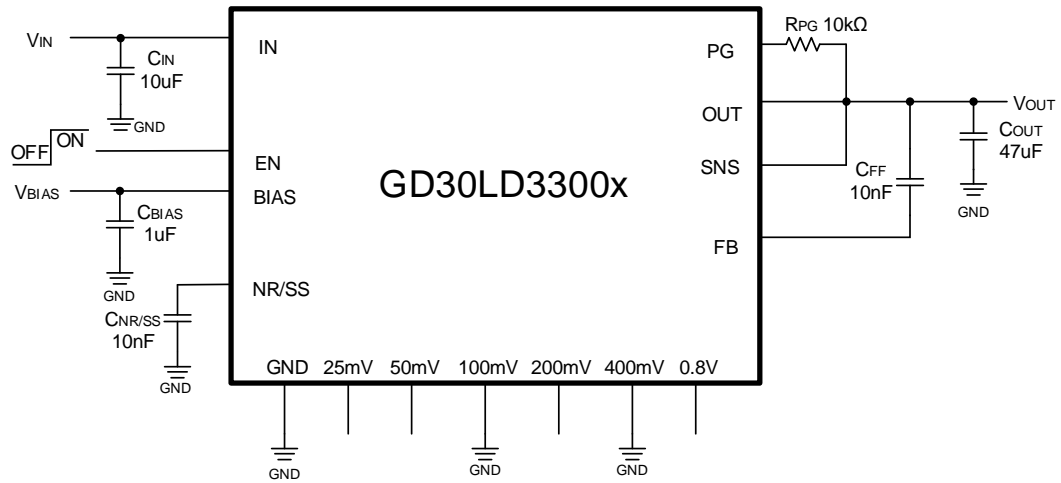 VIN
CIN
10uF
GND
OFF
ON
VBIAS
CBIAS
1uF
GND
CNR/SS
10nF
GND
IN
EN
BIAS
NR/SS
GD30LD3300x
PG
OUT
SNS
FB
RPG 10kΩ
VOUT
COUT
47uF
GND
CFF
10nF
GND 25mV 50mV 100mV 200mV 400mV 0.8V
GND
GND
GND